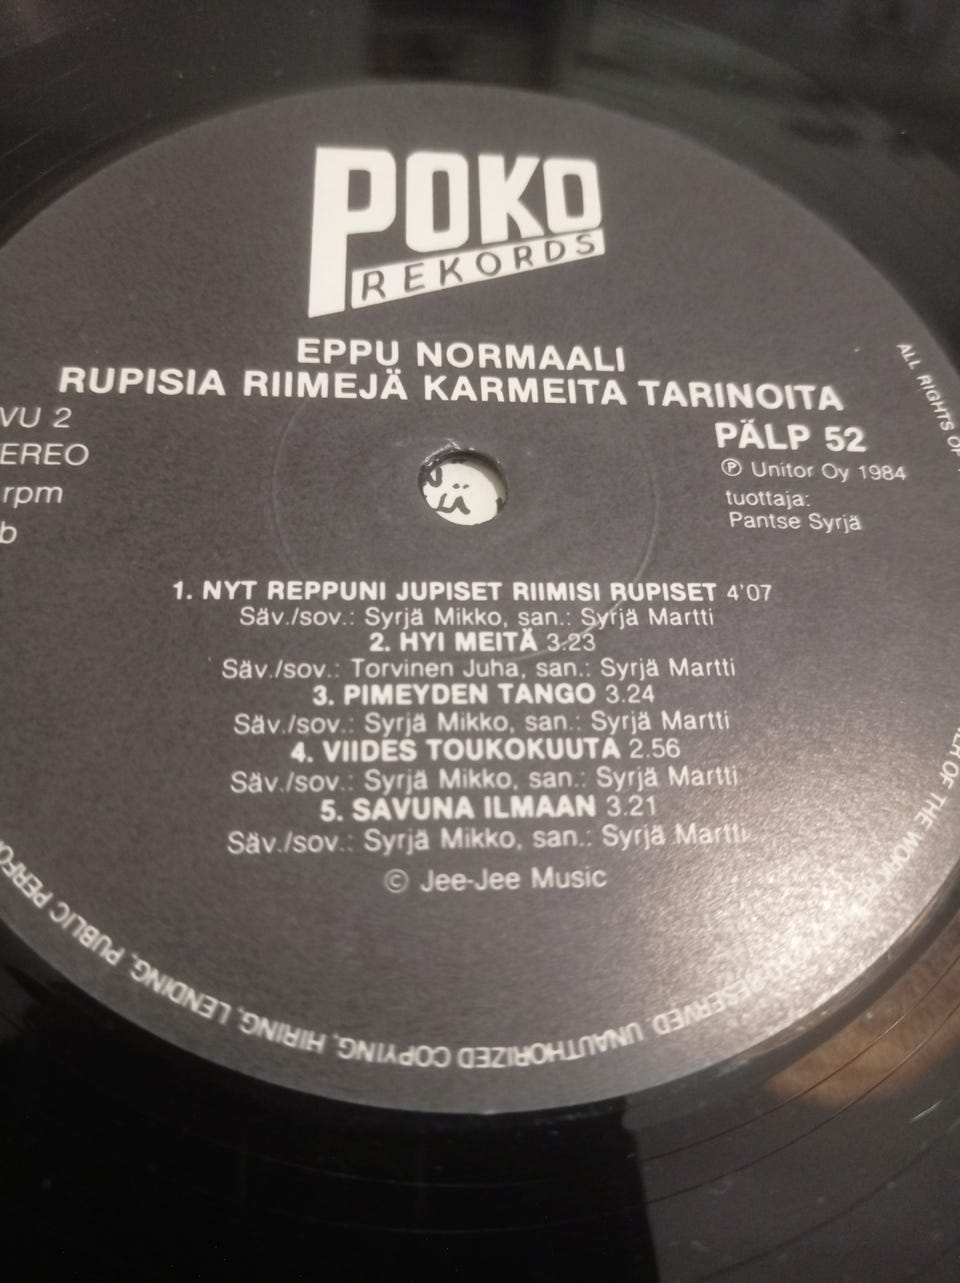 POKO
REKORDS
EPPU NORMAALI
RUPISIA RIIMEJÄ KARMEITA TARINOITA
VU 2
EREO
rpm
b
PÄLP 52
Ⓟ Unitor Oy 1984
tuottaja:
Pantse Syrjä
1. NYT REPPUNI JUPISET RIIMISI RUPISET 4'07
Säv./sov.: Syrjä Mikko, san.: Syrjä Martti
2. HYI MEITÄ 3.23
Säv./sov.: Torvinen Juha, san.: Syrjä Martti
3. PIMEYDEN TANGO 3.24
Säv./sov.: Syrjä Mikko, san.: Syrjä Martti
4. VIIDES TOUKOKUUTA 2.56
Säv./sov.: Syrjä Mikko, san.: Syrjä Martti
5. SAVUNA ILMAAN 3.21
Säv./sov.: Syrjä Mikko, san.: Syrjä Martti
© Jee-Jee Music
ALL RIGHTS OF
ER OF THE WORK RESERVED. UNAUTHORIZED COPYING, HIRING, LENDING, PUBLIC PERFO